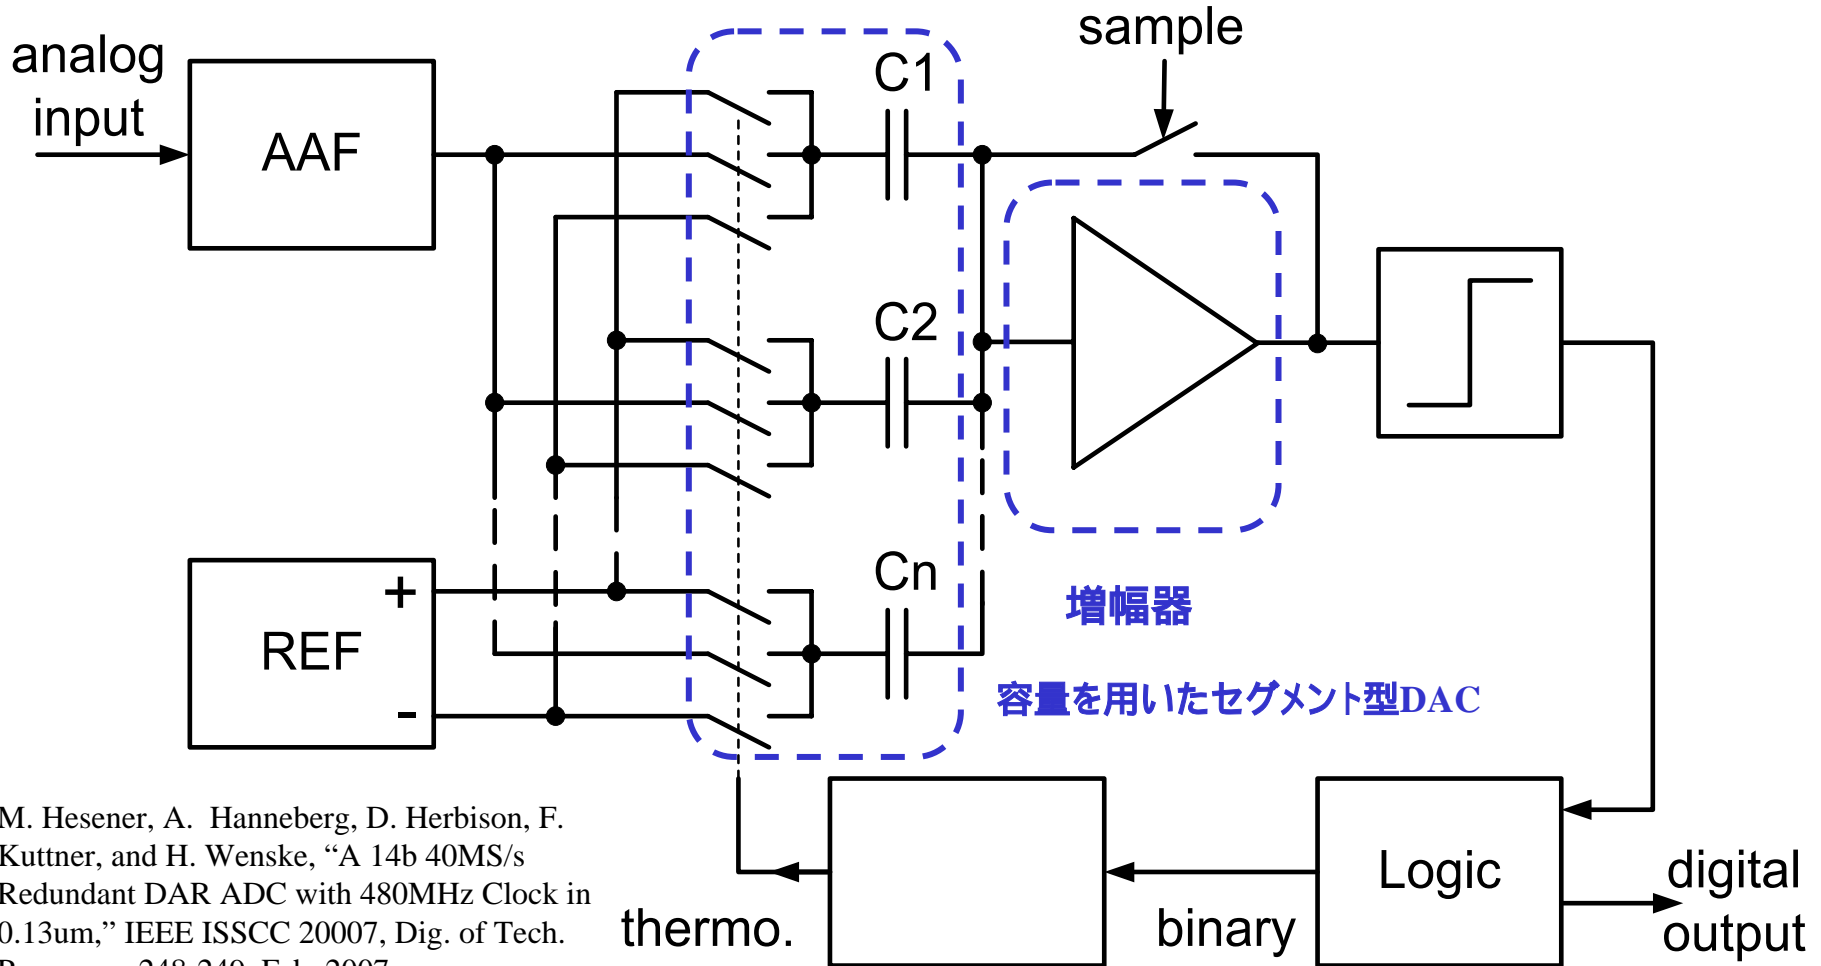 sample
analog
input
AAF
C1
C2
Cn
REF
+
-
増幅器
容量を用いたセグメント型DAC
M. Hesener, A. Hanneberg, D. Herbison, F.
Kuttner, and H. Wenske, “A 14b 40MS/s
Redundant DAR ADC with 480MHz Clock in
0.13um,” IEEE ISSCC 20007, Dig. of Tech.
thermo.
binary
Logic
digital
output